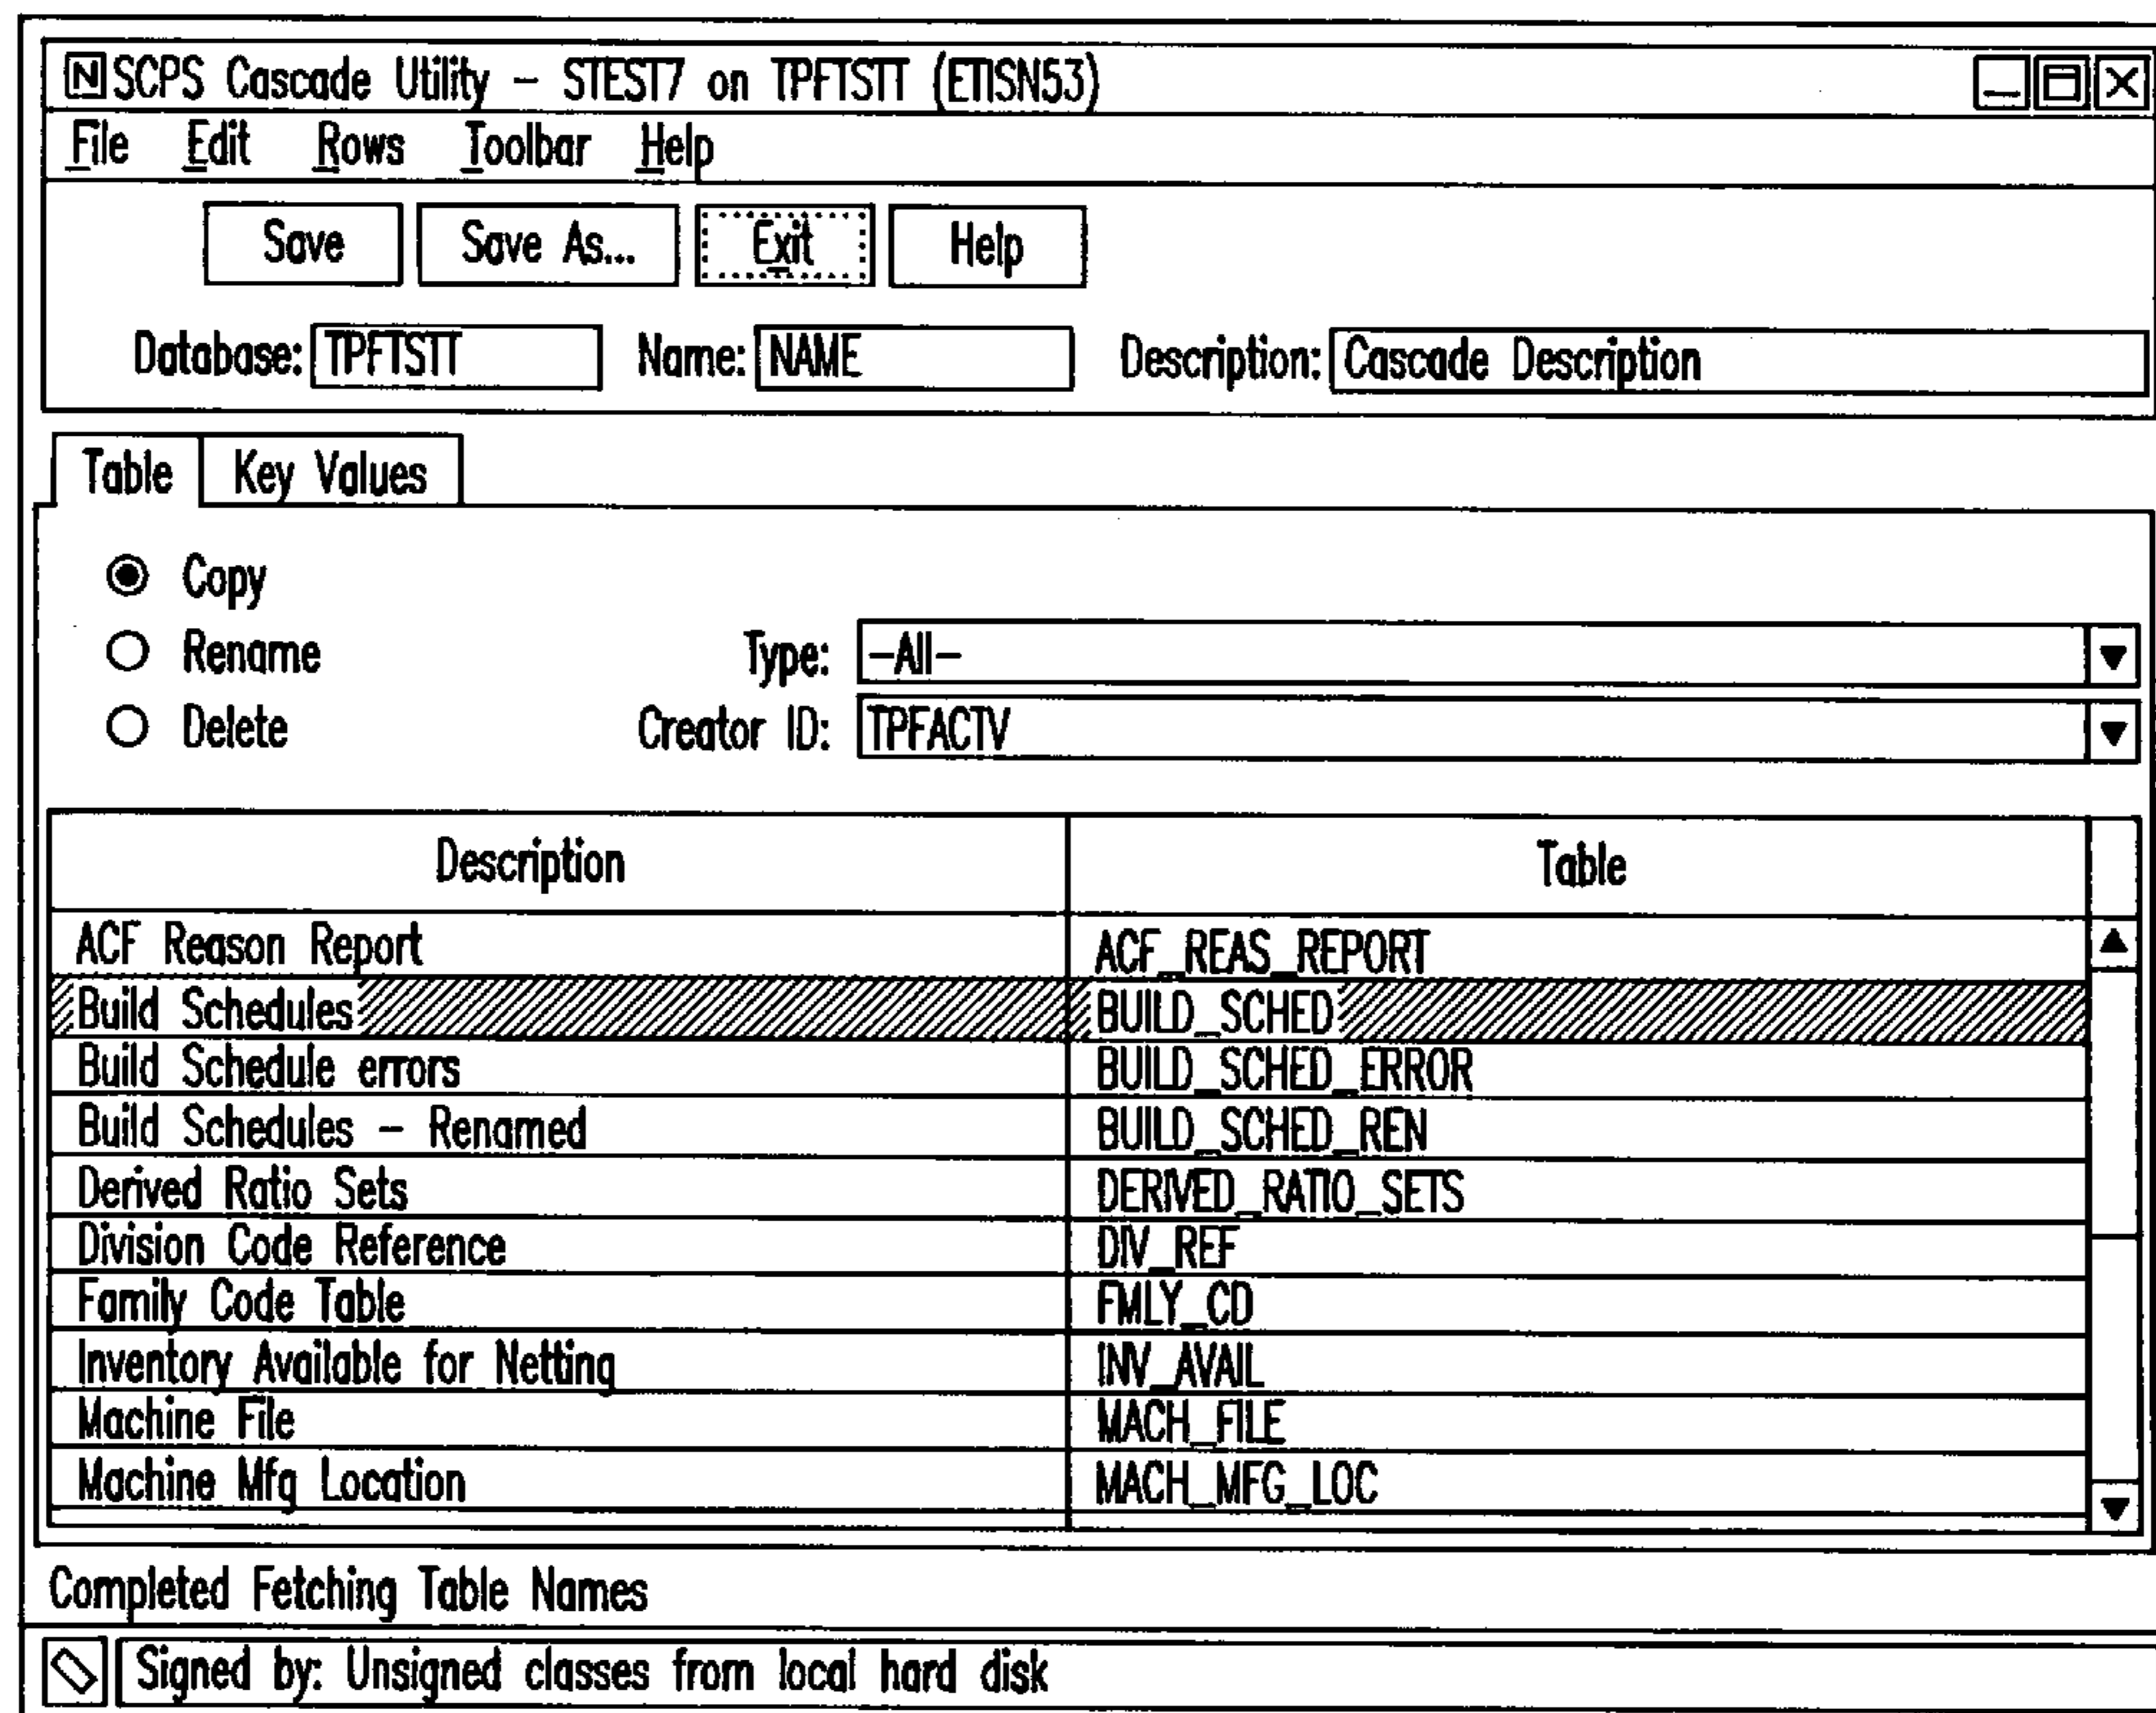 N SCPS Cascade Utility – STEST7 on TPFTSTT (ETISN53)
File Edit Rows Toolbar Help
Save Save As... Exit Help
Database: TPFTSTT Name: NAME Description: Cascade Description
Table Key Values
Copy
Rename Type: –All–
Delete Creator ID: TPFACTV
Description Table
ACF Reason Report ACF_REAS_REPORT
Build Schedules BUILD_SCHED
Build Schedule errors BUILD_SCHED_ERROR
Build Schedules – Renamed BUILD_SCHED_REN
Derived Ratio Sets DERIVED_RATIO_SETS
Division Code Reference DIV_REF
Family Code Table FMLY_CD
Inventory Available for Netting INV_AVAIL
Machine File MACH_FILE
Machine Mfg Location MACH_MFG_LOC
Completed Fetching Table Names
Signed by: Unsigned classes from local hard disk